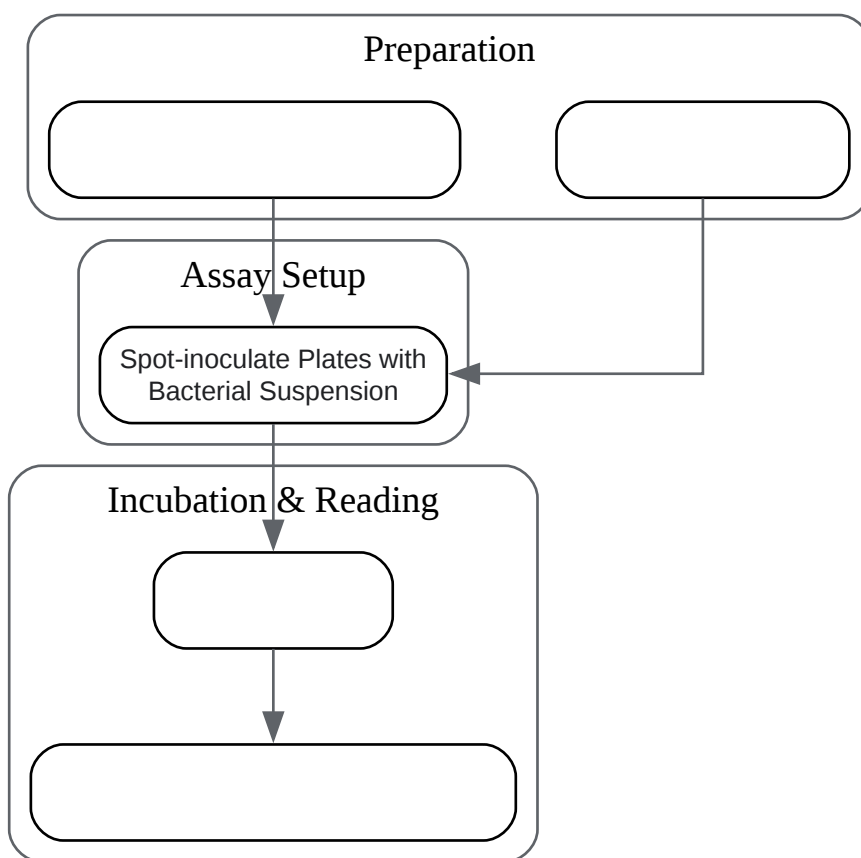 Preparation
Assay Setup
Spot-inoculate Plates with
Bacterial Suspension
Incubation & Reading